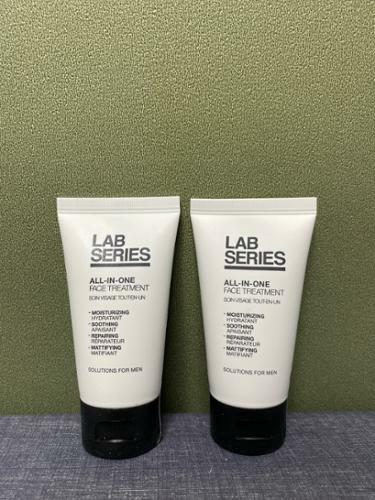 LAB
SERIES
ALL-IN-ONE
FACE TREATMENT
SOIN VISAGE TOUT-EN-UN
- MOISTURIZING
HYDRATANT
- SOOTHING
APAISANT
- REPAIRING
RÉPARATEUR
- MATTIFYING
MATIFIANT
SOLUTIONS FOR MEN
LAB
SERIES
ALL-IN-ONE
FACE TREATMENT
SOIN VISAGE TOUT-EN-UN
- MOISTURIZING
HYDRATANT
- SOOTHING
APAISANT
- REPAIRING
RÉPARATEUR
- MATTIFYING
MATIFIANT
SOLUTIONS FOR MEN